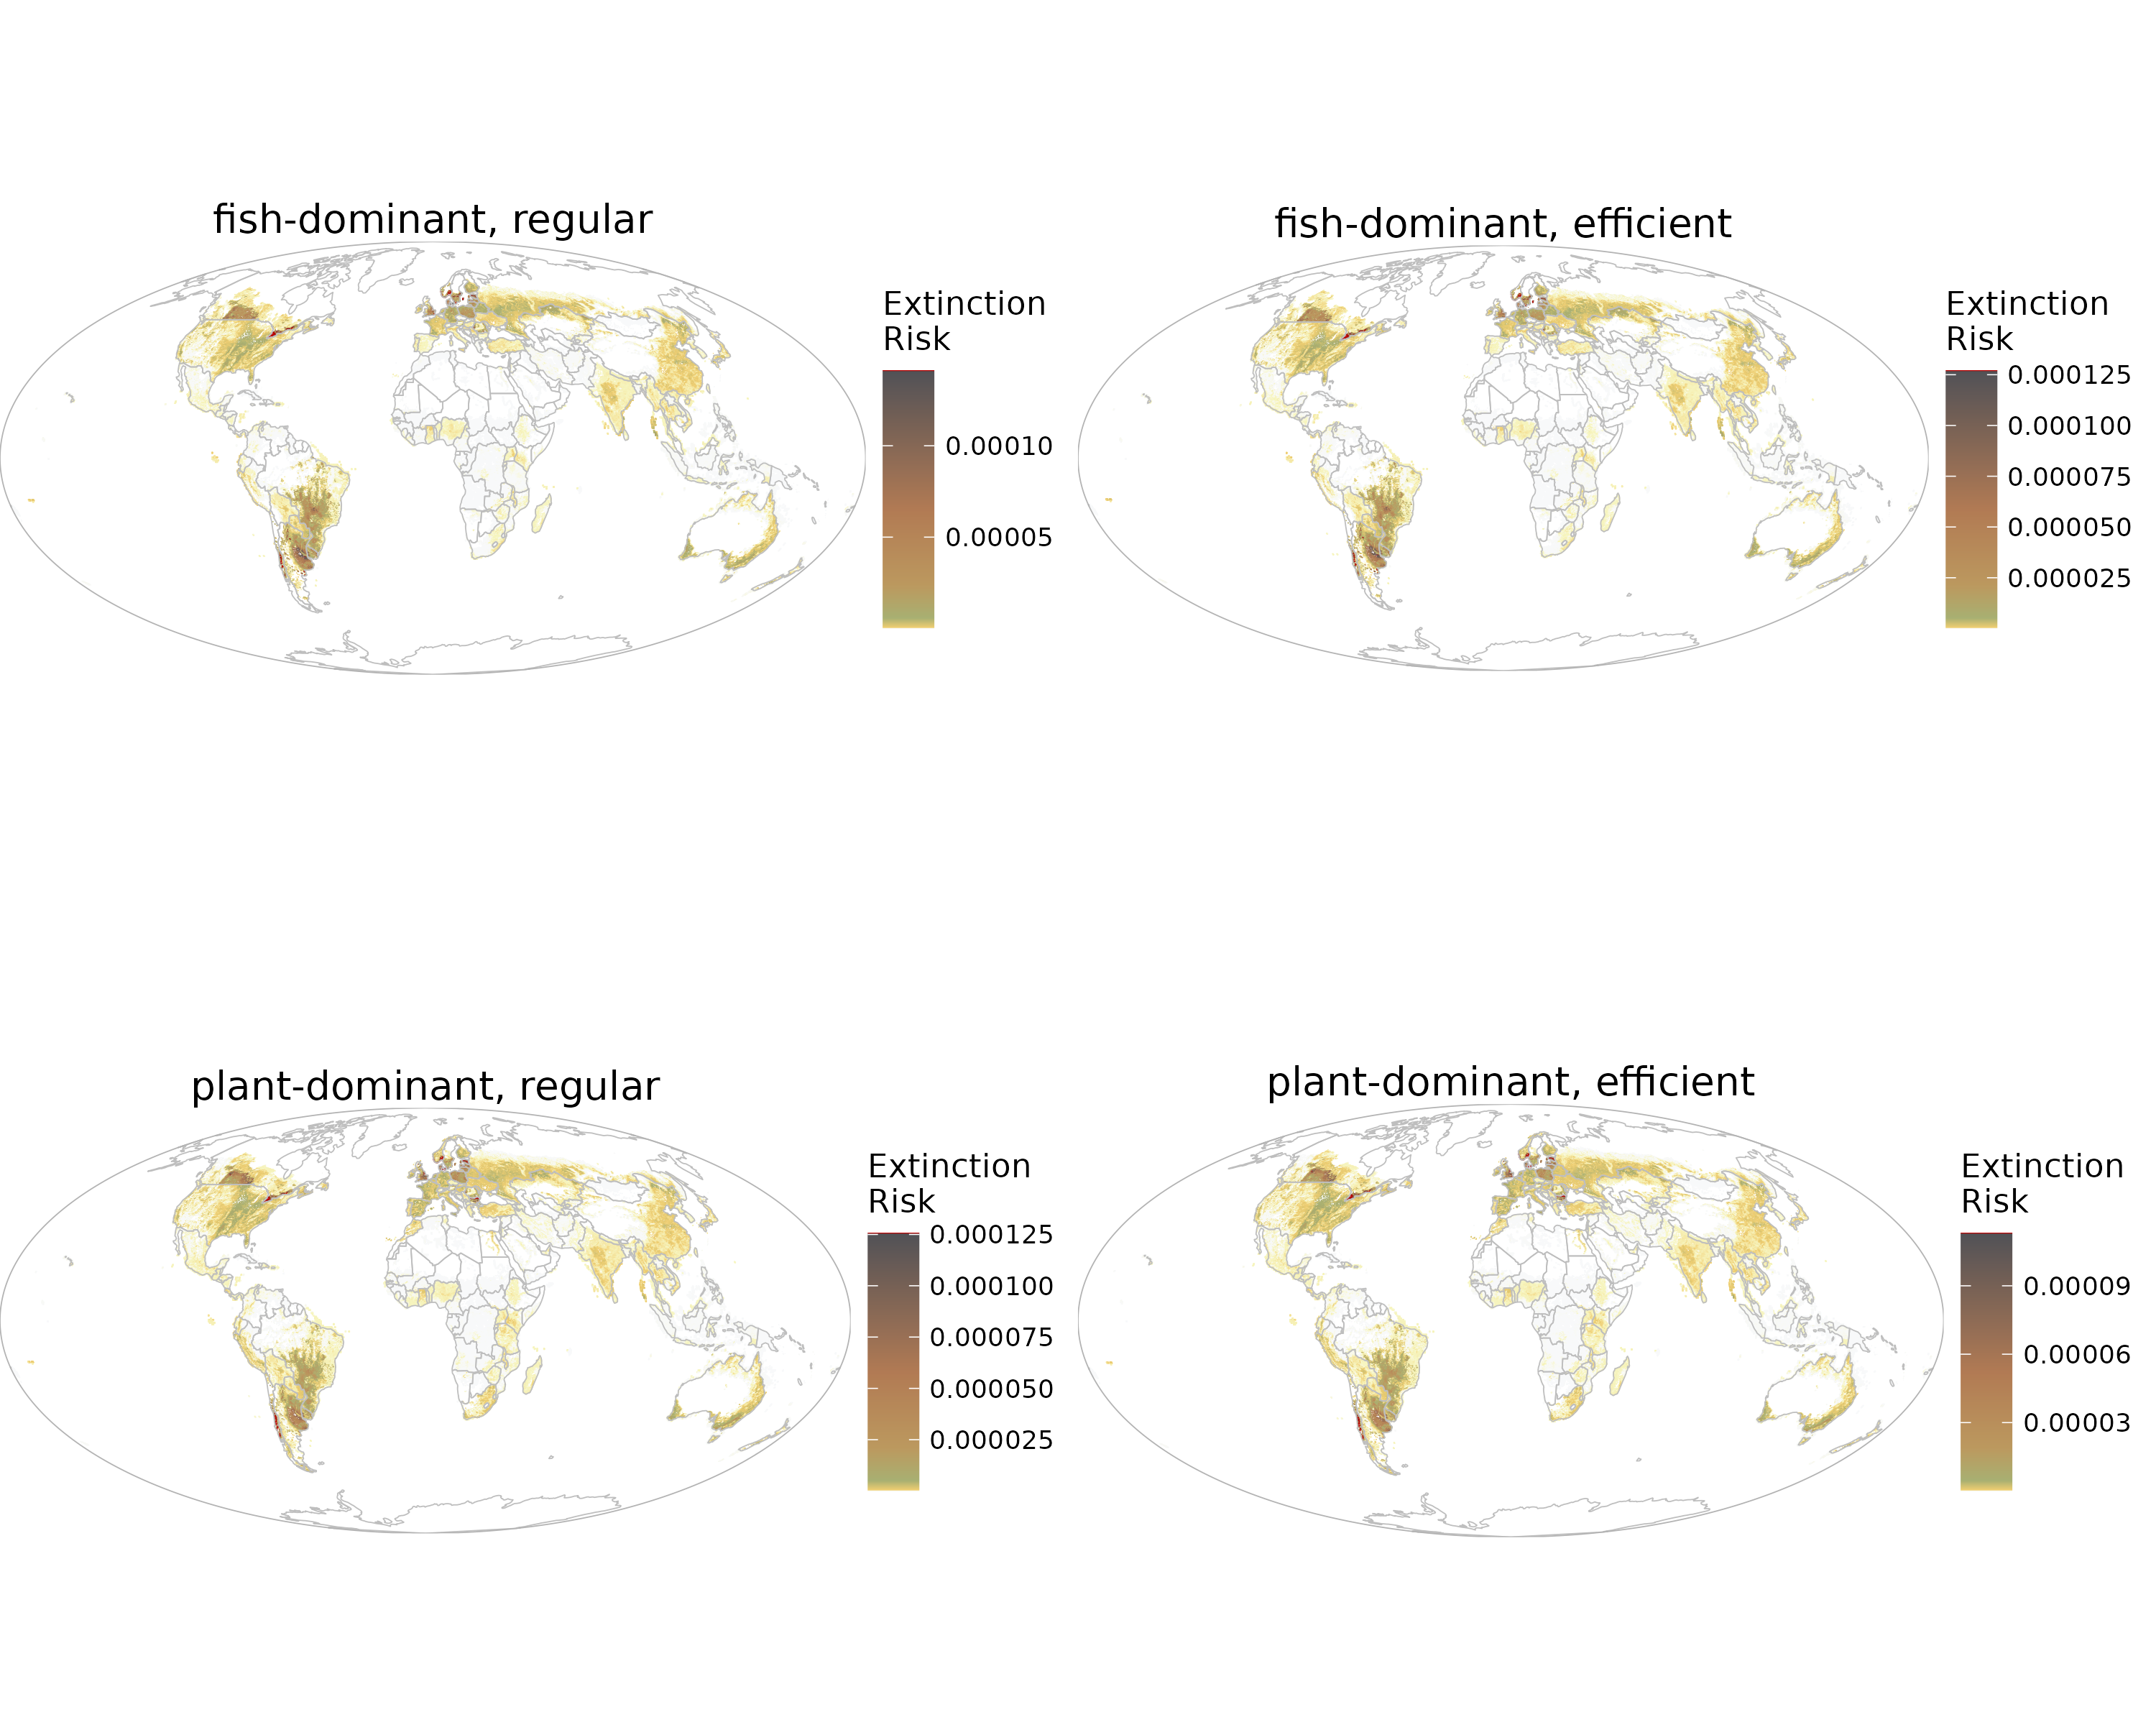 fish-dominant, regular
Extinction
Risk
0.00010
0.00005
fish-dominant, efficient
Extinction
Risk
0.000125
0.000100
0.000075
0.000050
0.000025
plant-dominant, regular
Extinction
Risk
0.000125
0.000100
0.000075
0.000050
0.000025
plant-dominant, efficient
Extinction
Risk
0.00009
0.00006
0.00003